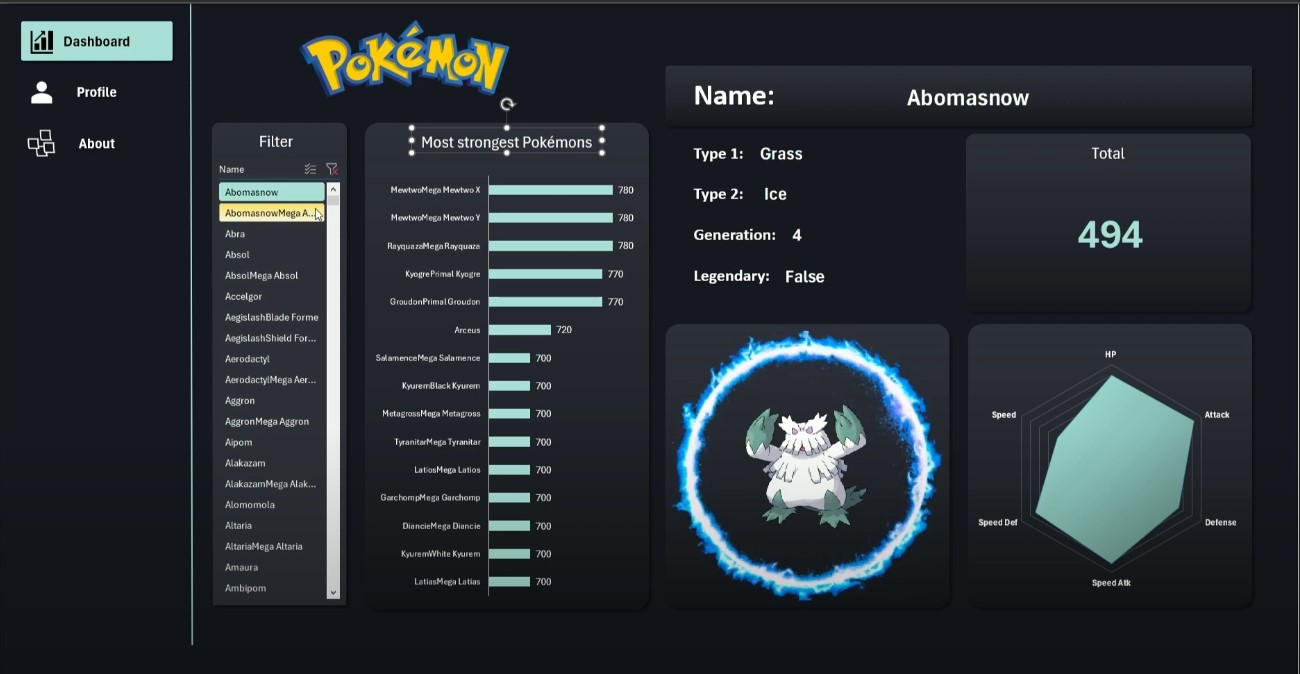 Dashboard
Profile
About
POKéMON
Filter
Name
Abomasnow
AbomasnowMega A...
Abra
Absol
AbsolMega Absol
Accelgor
AegislashBlade Forme
AegislashShield For...
Aerodactyl
AerodactylMega Aer...
Aggron
AggronMega Aggron
Aipom
Alakazam
AlakazamMega Alak...
Alomomola
Altaria
AltariaMega Altaria
Amaura
Ambipom
Most strongest Pokémons
MewtwoMega Mewtwo X 780
MewtwoMega Mewtwo Y 780
RayquazaMega Rayquaza 780
KyogrePrimal Kyogre 770
GroudonPrimal Groudon 770
Arceus 720
SalamenceMega Salamence 700
KyuremBlack Kyurem 700
MetagrossMega Metagross 700
TyranitarMega Tyranitar 700
LatiosMega Latios 700
GarchompMega Garchomp 700
DiancieMega Diancie 700
KyuremWhite Kyurem 700
LatiasMega Latias 700
Name: Abomasnow
Type 1: Grass
Type 2: Ice
Generation: 4
Legendary: False
Total
494
HP
Attack
Defense
Speed Atk
Speed Def
Speed